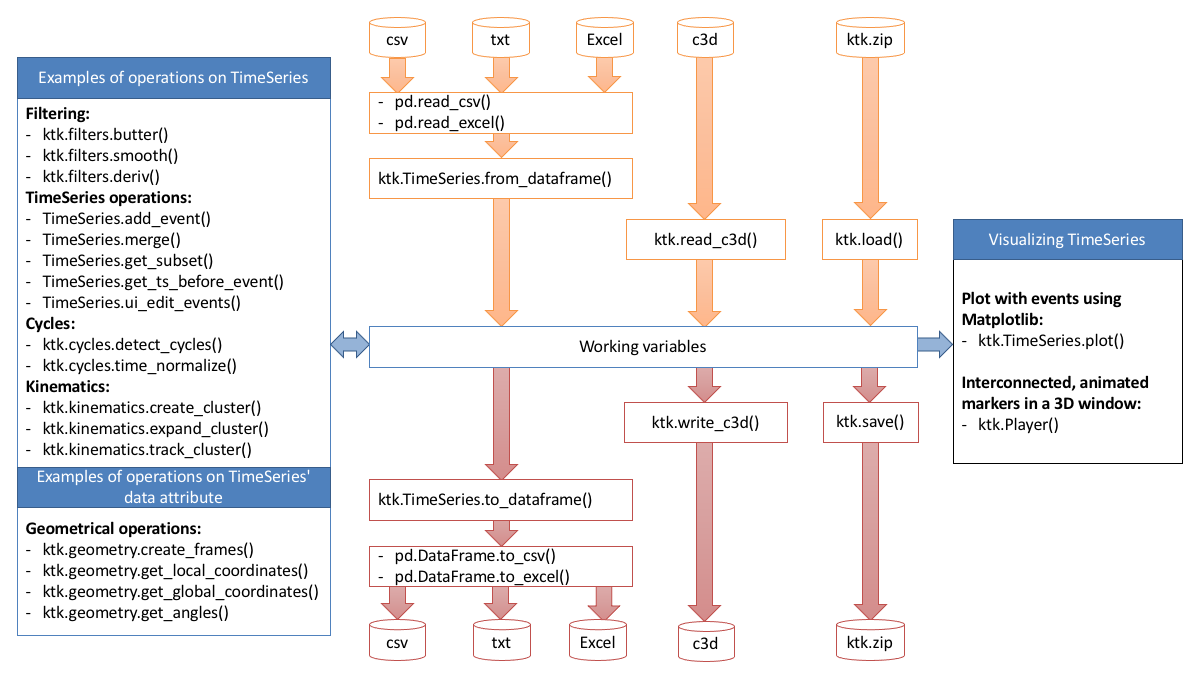 csv
txt
Excel
c3d
ktk.zip
Examples of operations on TimeSeries
Filtering:
- ktk.filters.butter()
- ktk.filters.smooth()
- ktk.filters.deriv()
TimeSeries operations:
- TimeSeries.add_event()
- TimeSeries.merge()
- TimeSeries.get_subset()
- TimeSeries.get_ts_before_event()
- TimeSeries.ui_edit_events()
Cycles:
- ktk.cycles.detect_cycles()
- ktk.cycles.time_normalize()
Kinematics:
- ktk.kinematics.create_cluster()
- ktk.kinematics.expand_cluster()
- ktk.kinematics.track_cluster()
Examples of operations on TimeSeries'
data attribute
Geometrical operations:
- ktk.geometry.create_frames()
- ktk.geometry.get_local_coordinates()
- ktk.geometry.get_global_coordinates()
- ktk.geometry.get_angles()
- pd.read_csv()
- pd.read_excel()
ktk.TimeSeries.from_dataframe()
ktk.read_c3d()
ktk.load()
Working variables
ktk.write_c3d()
ktk.save()
ktk.TimeSeries.to_dataframe()
- pd.DataFrame.to_csv()
- pd.DataFrame.to_excel()
csv
txt
Excel
c3d
ktk.zip
Visualizing TimeSeries
Plot with events using
Matplotlib:
- ktk.TimeSeries.plot()
Interconnected, animated
markers in a 3D window:
- ktk.Player()